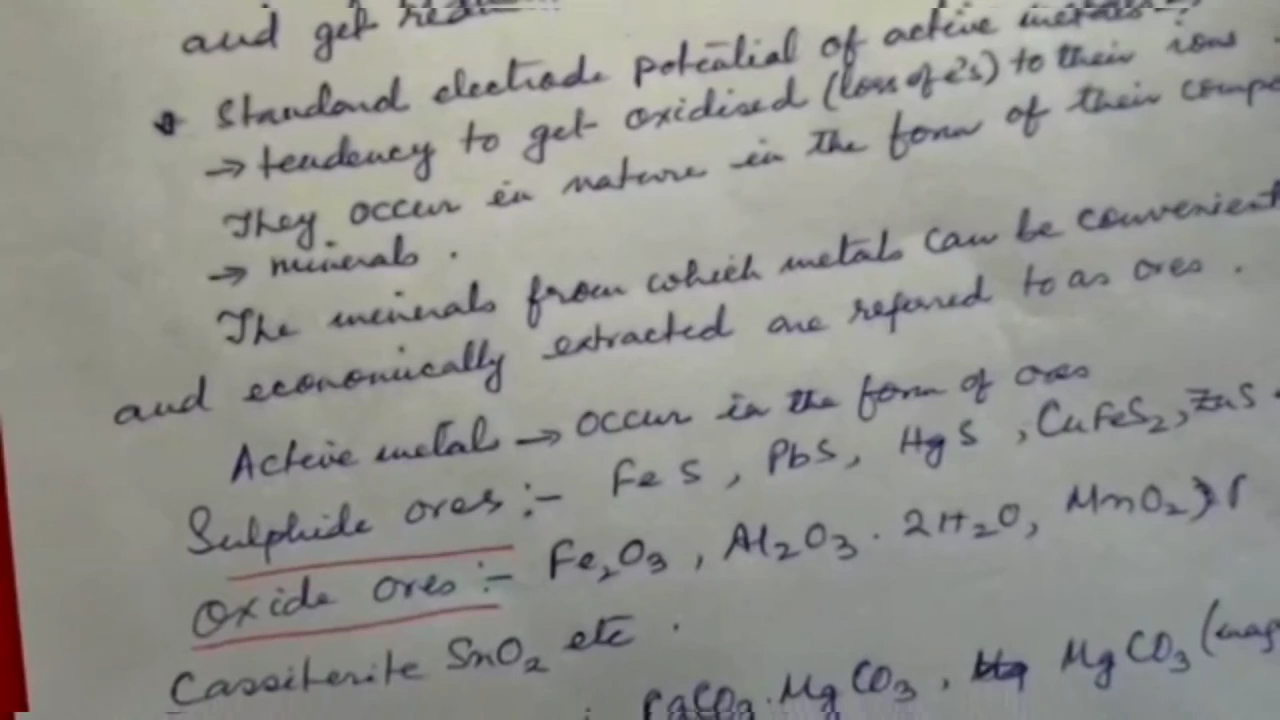 and get
Standard electrode potential of active metals
→ tendency to get oxidised (loss of e's) to their ions
They occur in nature in the form of their
→ minerals .
The minerals from which metals can be
and economically extracted are referred to as ores .
Active metals → occur in the form of ores
Sulphide ores :- FeS , PbS, HgS , CuFeS2, ZnS
Oxide ores :- Fe2O3 , Al2O3 . 2H2O, MnO2
Cassiterite SnO2 etc .
CaCO3 . MgCO3 , MgCO3